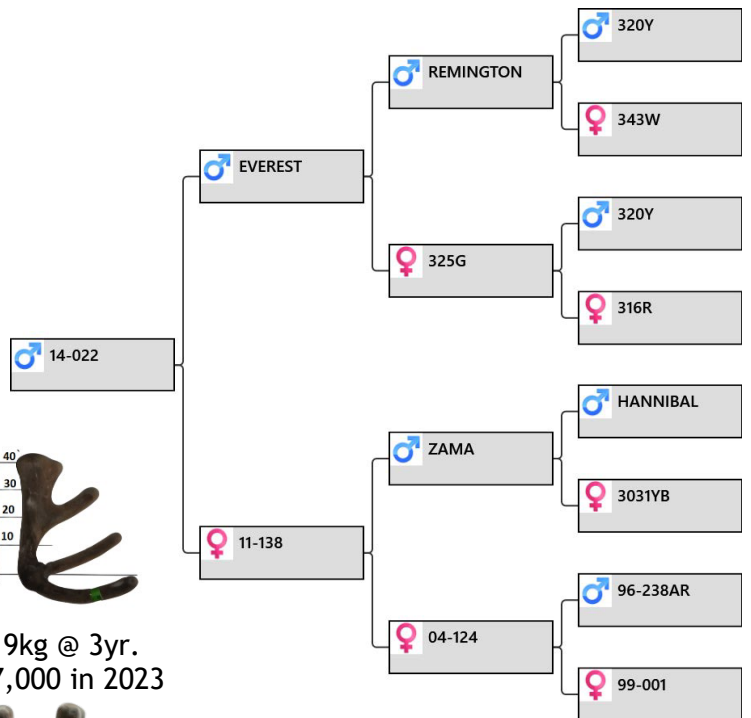 320Y
REMINGTON
343W
EVEREST
320Y
325G
316R
14-022
HANNIBAL
ZAMA
3031YB
11-138
96-238AR
04-124
99-001
40
30
20
10
9kg @ 3yr.
7,000 in 2023